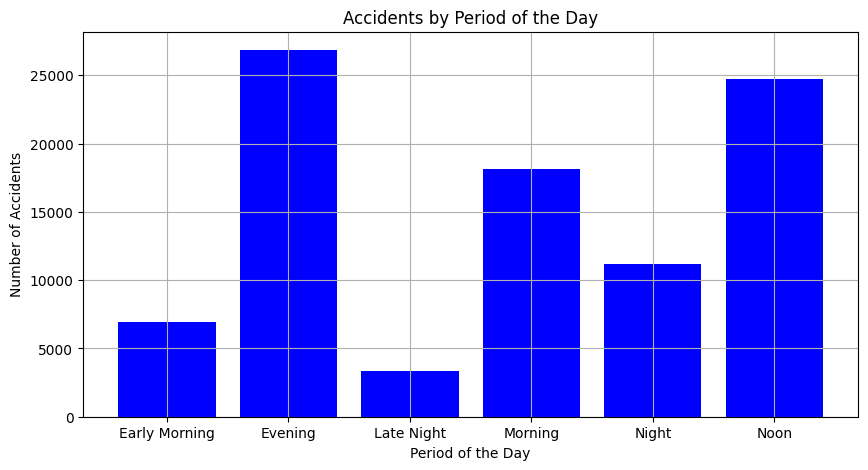 Accidents by Period of the Day
Number of Accidents
25000
20000
15000
10000
5000
0
Early Morning
Evening
Late Night
Morning
Night
Noon
Period of the Day